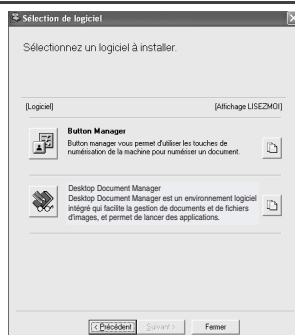 Sélection de logiciel
Sélectionnez un logiciel à installer.
[Logiciel] [Affichage LISEZMOI]
Button Manager
Button manager vous permet d'utiliser les touches de
numérisation de la machine pour numériser un document.
Desktop Document Manager
Desktop Document Manager est un environnement logiciel
intégré qui facilite la gestion de documents et de fichiers
d'images, et permet de lancer des applications.
< Précédent Suivant > Fermer